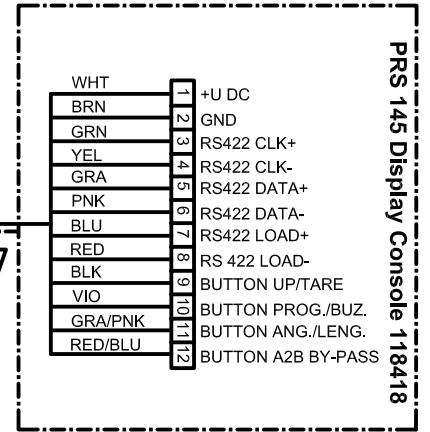 PRS 145 Display Console 118418
WHT 1 +U DC
BRN 2 GND
GRN 3 RS422 CLK+
YEL 4 RS422 CLK-
GRA 5 RS422 DATA+
PNK 6 RS422 DATA-
BLU 7 RS422 LOAD+
RED 8 RS 422 LOAD-
BLK 9 BUTTON UP/TARE
VIO 10 BUTTON PROG./BUZ.
GRA/PNK 11 BUTTON ANG./LENG.
RED/BLU 12 BUTTON A2B BY-PASS
7